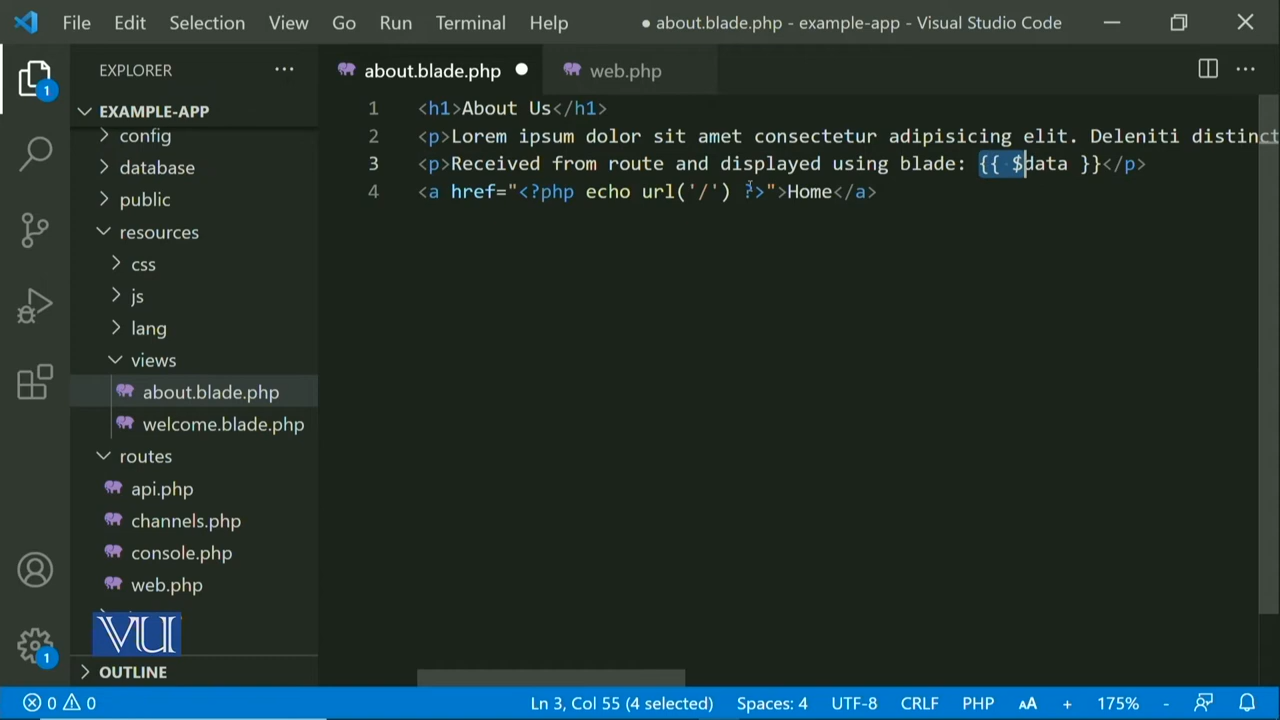 File Edit Selection View Go Run Terminal Help ● about.blade.php - example-app - Visual Studio Code
EXPLORER ···
about.blade.php ●
web.php
EXAMPLE-APP
config
database
public
resources
css
js
lang
views
about.blade.php
welcome.blade.php
routes
api.php
channels.php
console.php
web.php
OUTLINE
1 <h1>About Us</h1>
2 <p>Lorem ipsum dolor sit amet consectetur adipisicing elit. Deleniti distinct
3 <p>Received from route and displayed using blade: {{ $data }}</p>
4 <a href="<?php echo url('/') ?>">Home</a>
1
1
VU
0 0 Ln 3, Col 55 (4 selected) Spaces: 4 UTF-8 CRLF PHP AA + 175% -